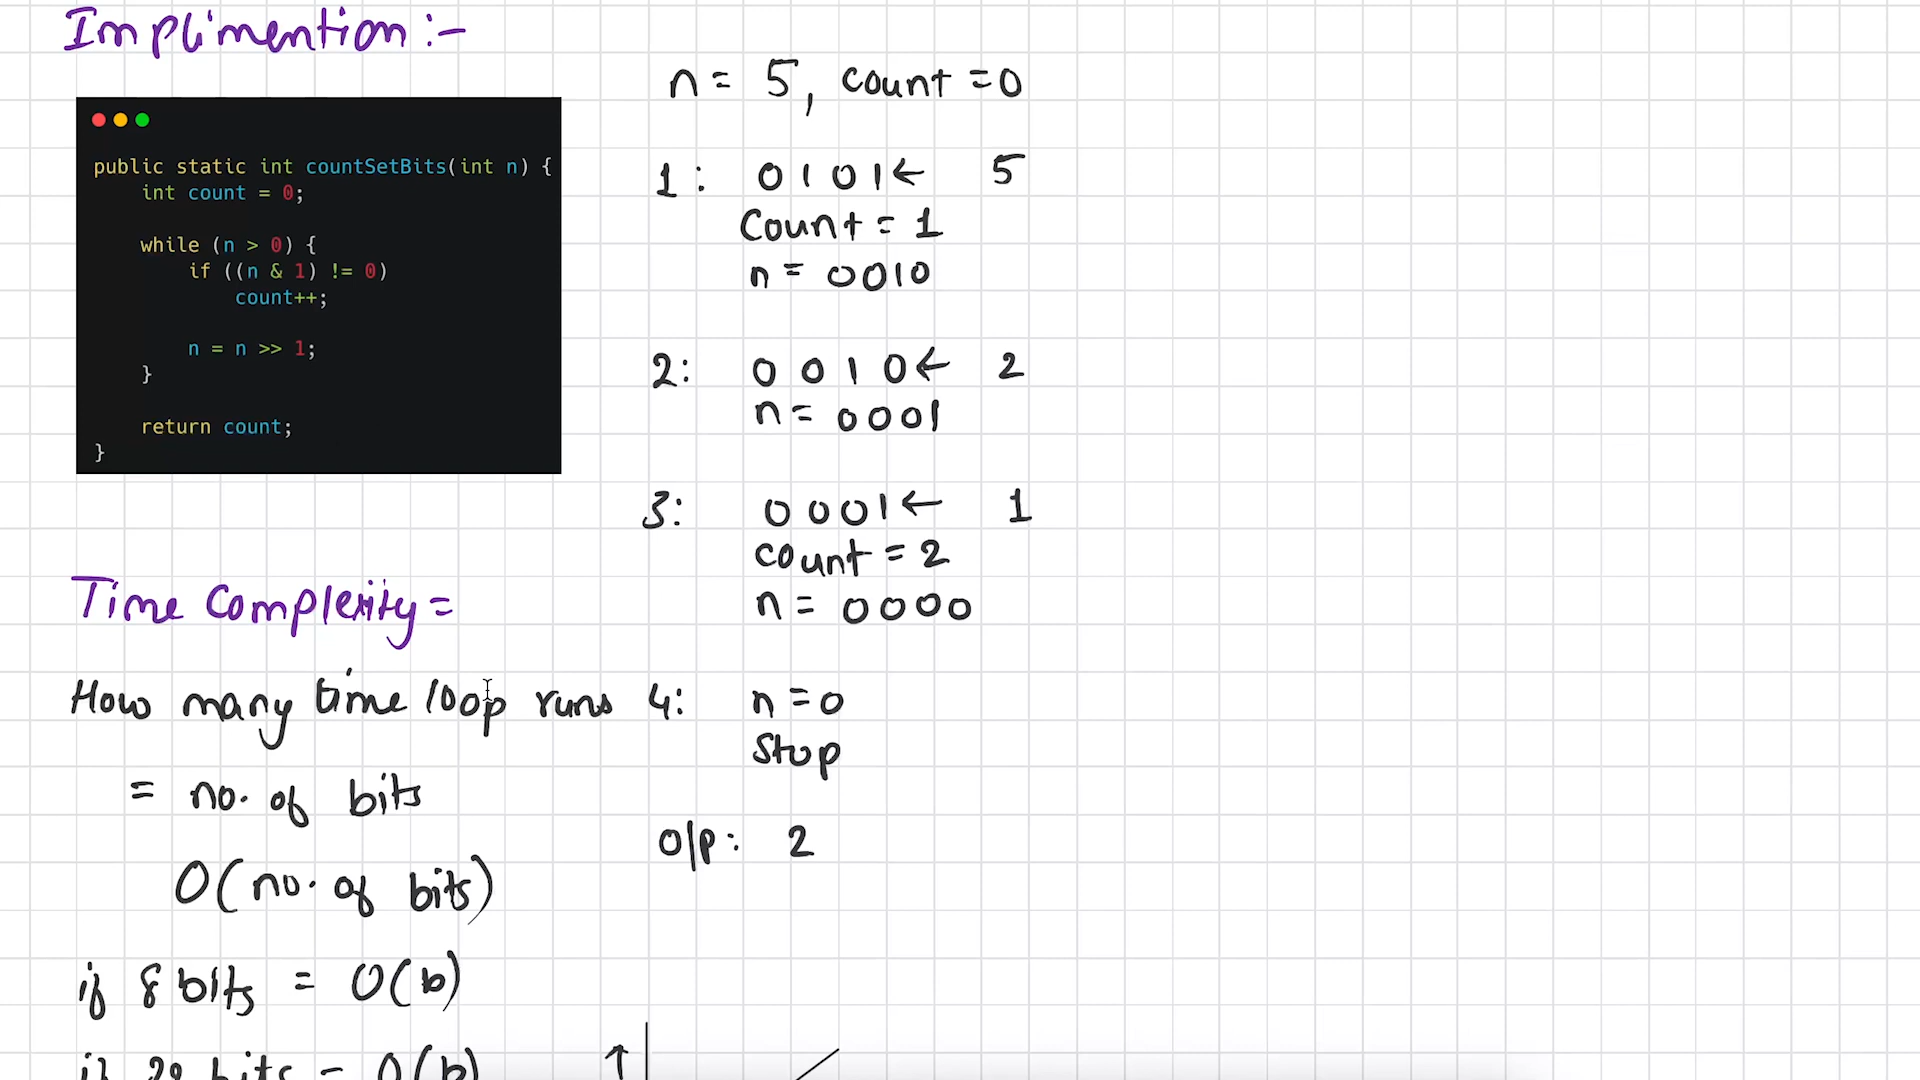 Implimention :-
public static int countSetBits(int n) {
int count = 0;
while (n > 0) {
if ((n & 1) != 0)
count++;
n = n >> 1;
}
return count;
}
Time Complexity =
How many time loop runs
= no. of bits
O(no. of bits)
if 8 bits = O(b)
bits = O(b)
n = 5, count = 0
1: 0101← 5
Count = 1
n = 0010
2: 0010← 2
n = 0001
3: 0001← 1
count = 2
n = 0000
4: n = 0
Stop
O/p: 2